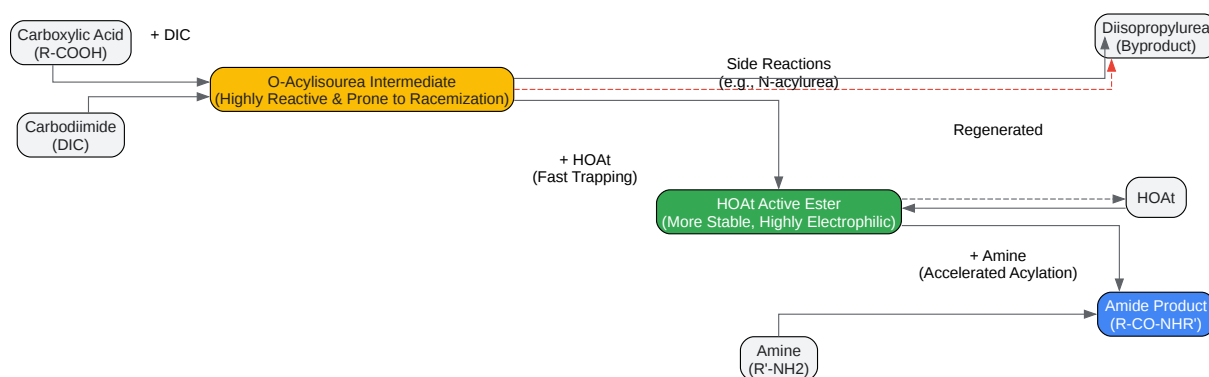 Carboxylic Acid
(R-COOH)
+ DIC
Diisopropylurea
(Byproduct)
O-Acylisourea Intermediate
(Highly Reactive & Prone to Racemization)
Side Reactions
(e.g., N-acylurea)
Carbodiimide
(DIC)
Regenerated
+ HOAt
(Fast Trapping)
HOAt Active Ester
(More Stable, Highly Electrophilic)
HOAt
+ Amine
(Accelerated Acylation)
Amide Product
(R-CO-NHR')
Amine
(R'-NH2)